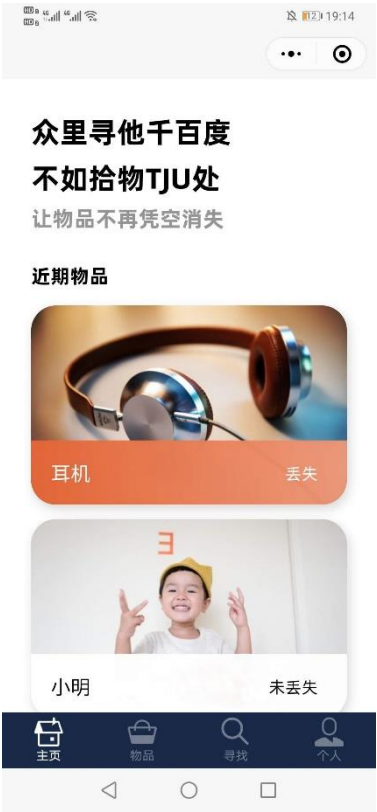 12
19:14
众里寻他千百度
不如拾物TJU处
让物品不再凭空消失
近期物品
耳机
丢失
E
小明
未丢失
主页
物品
寻找
个人